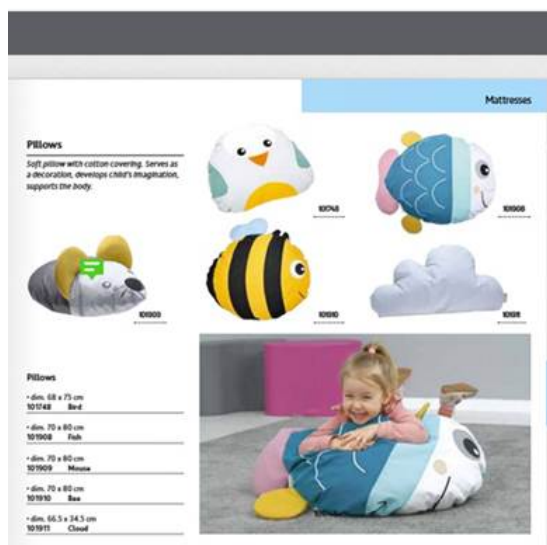 Mattresses
Pillows
Soft pillow with cotton covering. Serves as
a decoration, develops child's imagination,
supports the body.
101748
101908
101909
101910
101911
Pillows
• dim. 68 x 75 cm
101748 Bird
• dim. 70 x 80 cm
101908 Fish
• dim. 70 x 80 cm
101909 Mouse
• dim. 70 x 80 cm
101910 Bee
• dim. 66.5 x 34.5 cm
101911 Cloud